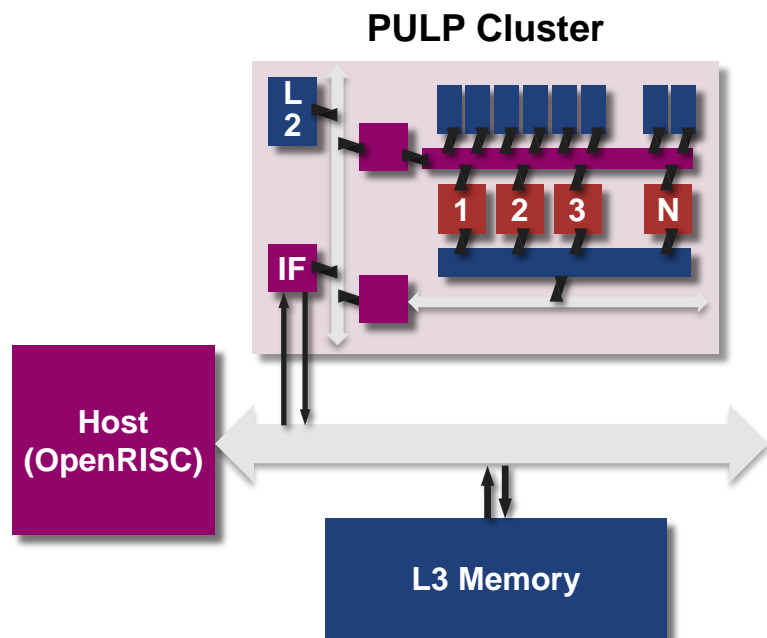 PULP Cluster
L
2
1
2
3
N
IF
Host
(OpenRISC)
L3 Memory